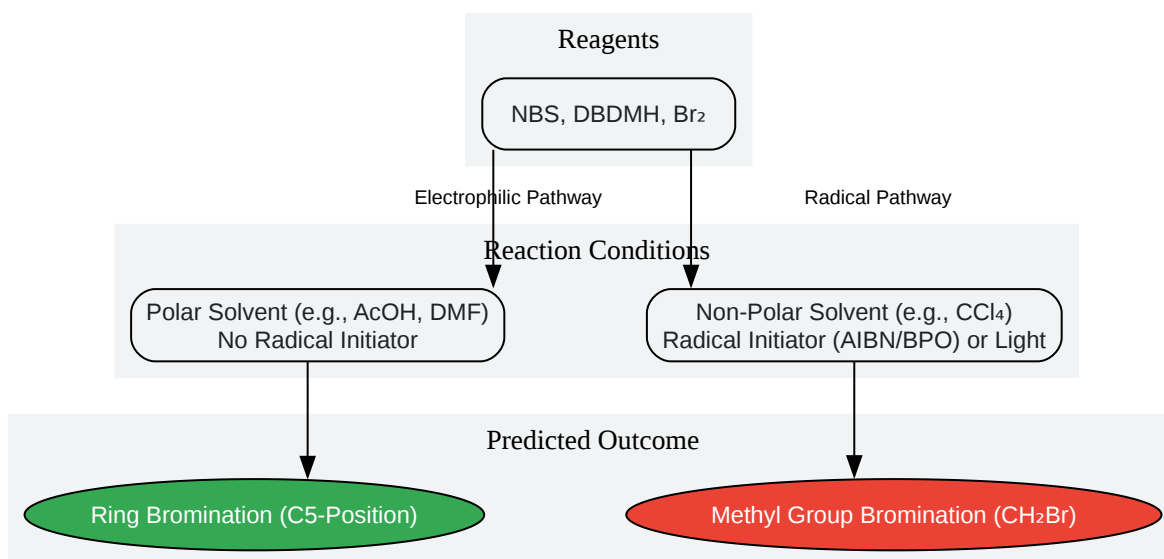 Reagents
NBS, DBDMH, Br₂
Electrophilic Pathway
Radical Pathway
Reaction Conditions
Polar Solvent (e.g., AcOH, DMF)
No Radical Initiator
Non-Polar Solvent (e.g., CCl₄)
Radical Initiator (AIBN/BPO) or Light
Predicted Outcome
Ring Bromination (C5-Position)
Methyl Group Bromination (CH₂Br)